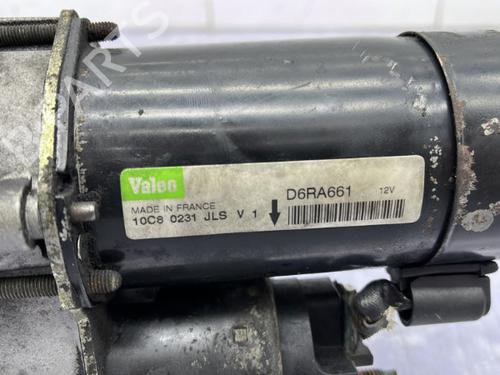 Valeo
D6RA661
12V
MADE IN FRANCE
10C8 0231 JLS V 1